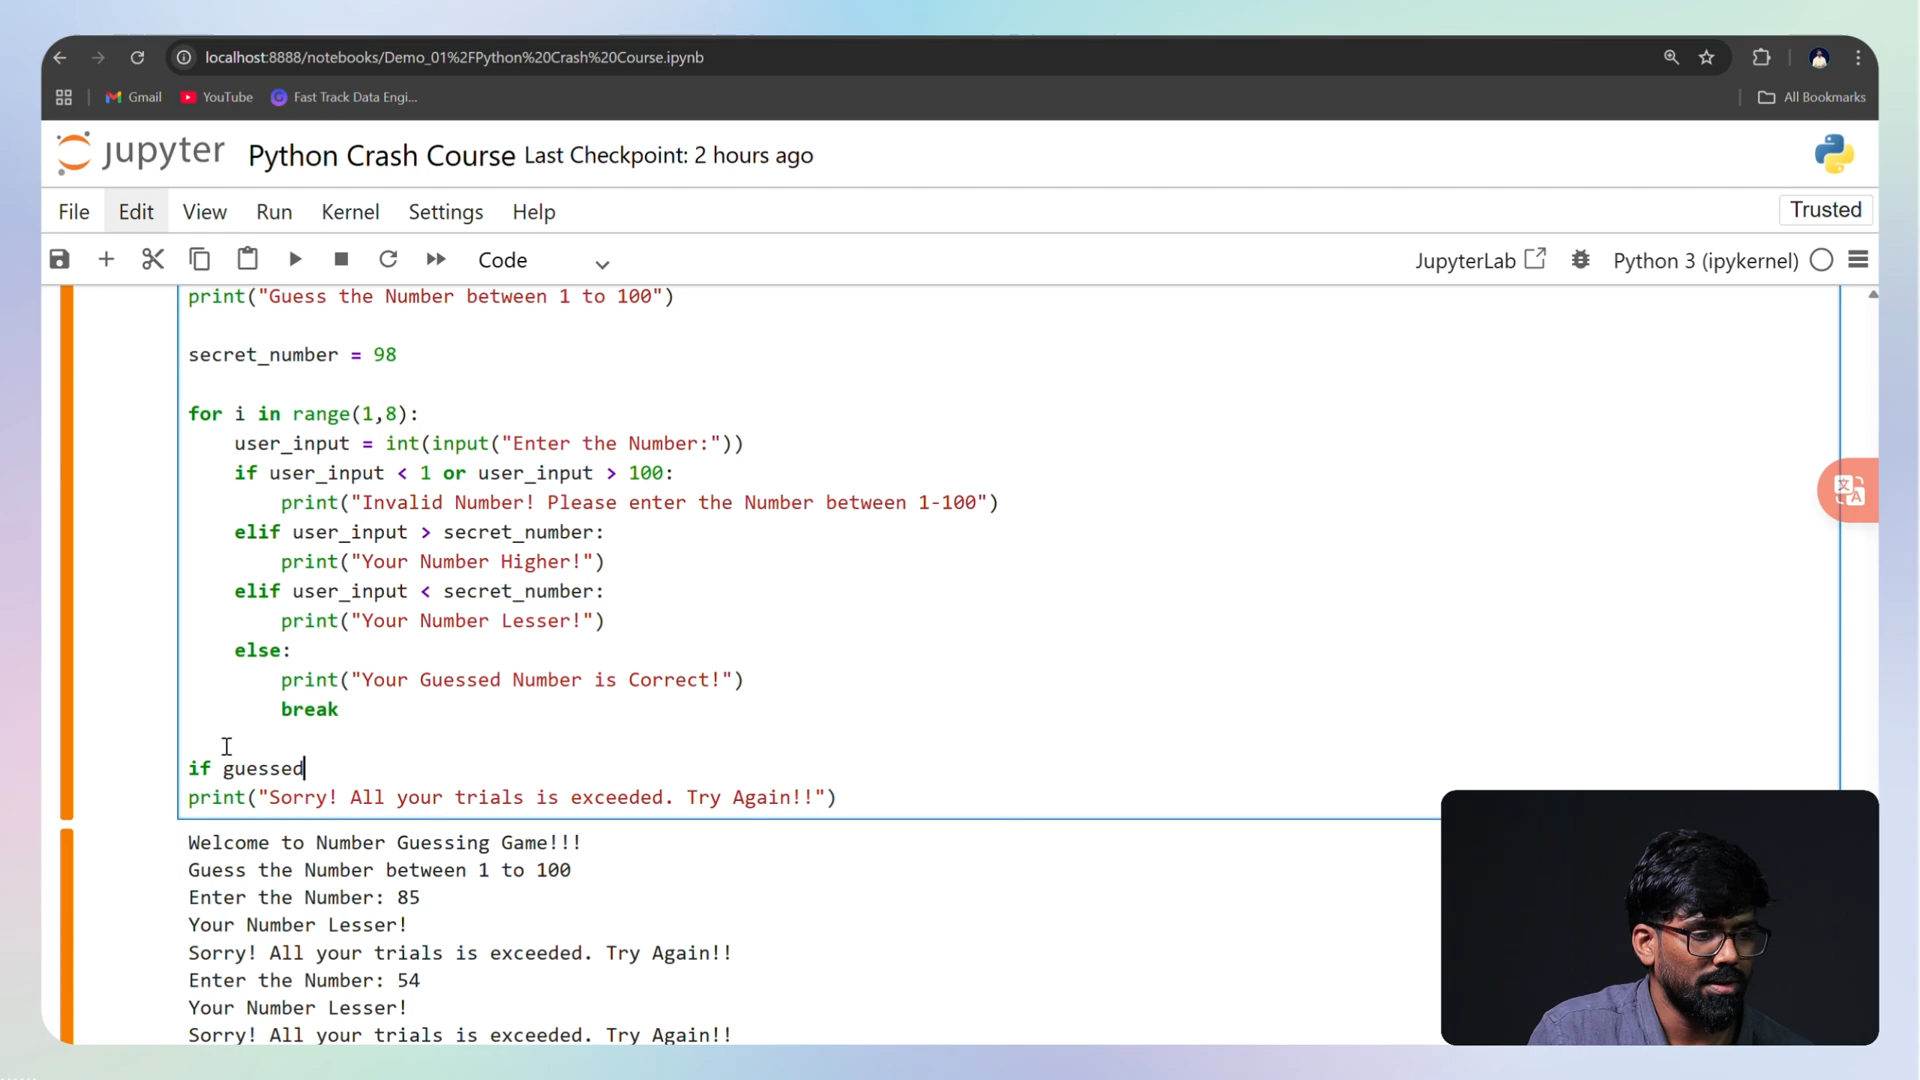 localhost:8888/notebooks/Demo_01%2FPython%20Crash%20Course.ipynb
Gmail YouTube Fast Track Data Engi... All Bookmarks
jupyter Python Crash Course Last Checkpoint: 2 hours ago
File Edit View Run Kernel Settings Help Trusted
Code JupyterLab Python 3 (ipykernel)
print("Guess the Number between 1 to 100")
secret_number = 98
for i in range(1,8):
    user_input = int(input("Enter the Number:"))
    if user_input < 1 or user_input > 100:
        print("Invalid Number! Please enter the Number between 1-100")
    elif user_input > secret_number:
        print("Your Number Higher!")
    elif user_input < secret_number:
        print("Your Number Lesser!")
    else:
        print("Your Guessed Number is Correct!")
        break
if guessed
print("Sorry! All your trials is exceeded. Try Again!!")
Welcome to Number Guessing Game!!!
Guess the Number between 1 to 100
Enter the Number: 85
Your Number Lesser!
Sorry! All your trials is exceeded. Try Again!!
Enter the Number: 54
Your Number Lesser!
Sorry! All your trials is exceeded. Try Again!!